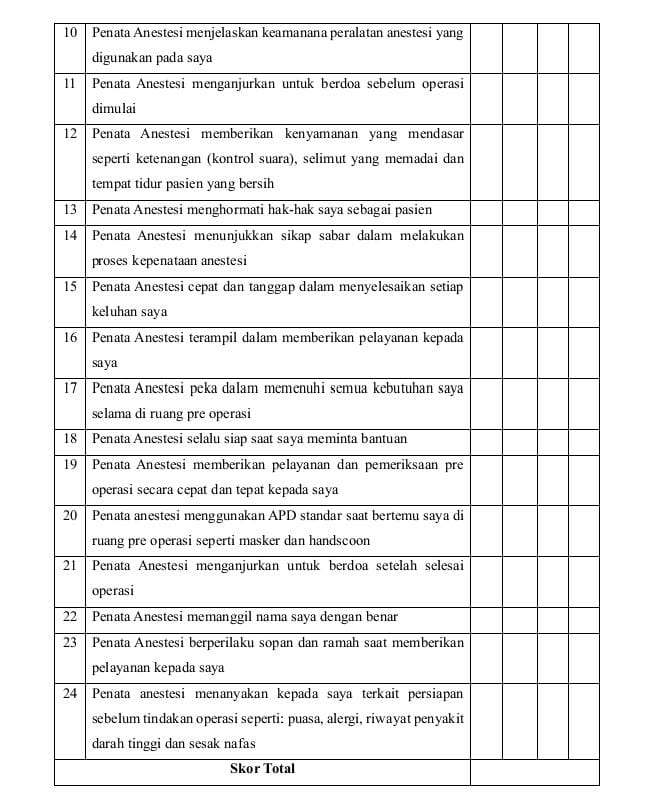 10 Penata Anestesi menjelaskan keamanana peralatan anestesi yang
digunakan pada saya
11 Penata Anestesi menganjurkan untuk berdoa sebelum operasi
dimulai
12 Penata Anestesi memberikan kenyamanan yang mendasar
seperti ketenangan (kontrol suara), selimut yang memadai dan
tempat tidur pasien yang bersih
13 Penata Anestesi menghormati hak-hak saya sebagai pasien
14 Penata Anestesi menunjukkan sikap sabar dalam melakukan
proses kepenataan anestesi
15 Penata Anestesi cepat dan tanggap dalam menyelesaikan setiap
keluhan saya
16 Penata Anestesi terampil dalam memberikan pelayanan kepada
saya
17 Penata Anestesi peka dalam memenuhi semua kebutuhan saya
selama di ruang pre operasi
18 Penata Anestesi selalu siap saat saya meminta bantuan
19 Penata Anestesi memberikan pelayanan dan pemeriksaan pre
operasi secara cepat dan tepat kepada saya
20 Penata anestesi menggunakan APD standar saat bertemu saya di
ruang pre operasi seperti masker dan handscoon
21 Penata Anestesi menganjurkan untuk berdoa setelah selesai
operasi
22 Penata Anestesi memanggil nama saya dengan benar
23 Penata Anestesi berperilaku sopan dan ramah saat memberikan
pelayanan kepada saya
24 Penata anestesi menanyakan kepada saya terkait persiapan
sebelum tindakan operasi seperti: puasa, alergi, riwayat penyakit
darah tinggi dan sesak nafas
Skor Total